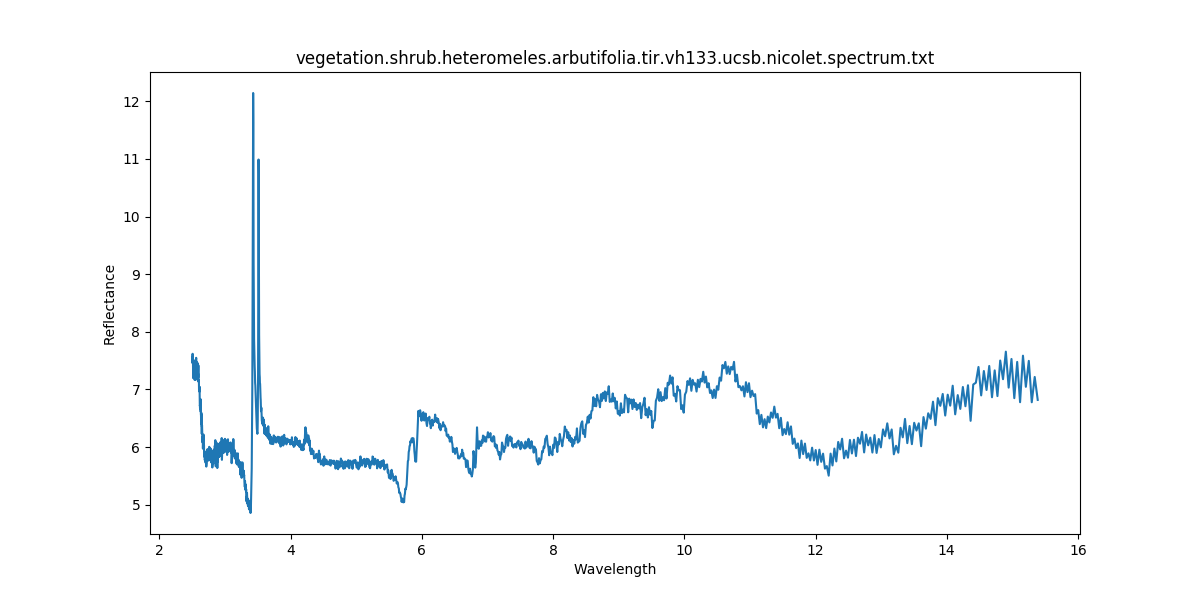 vegetation.shrub.heteromeles.arbutifolia.tir.vh133.ucsb.nicolet.spectrum.txt
12
11
10
9
8
7
6
5
Reflectance
2 4 6 8 10 12 14 16
Wavelength